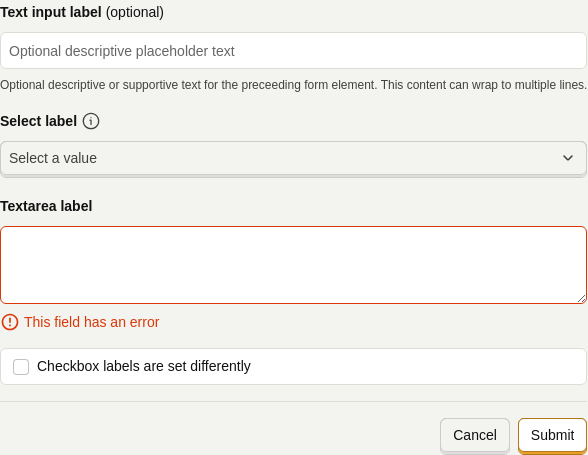 Text input label (optional)
Optional descriptive placeholder text
Optional descriptive or supportive text for the preceeding form element. This content can wrap to multiple lines.
Select label
Select a value
Textarea label
This field has an error
Checkbox labels are set differently
Cancel Submit